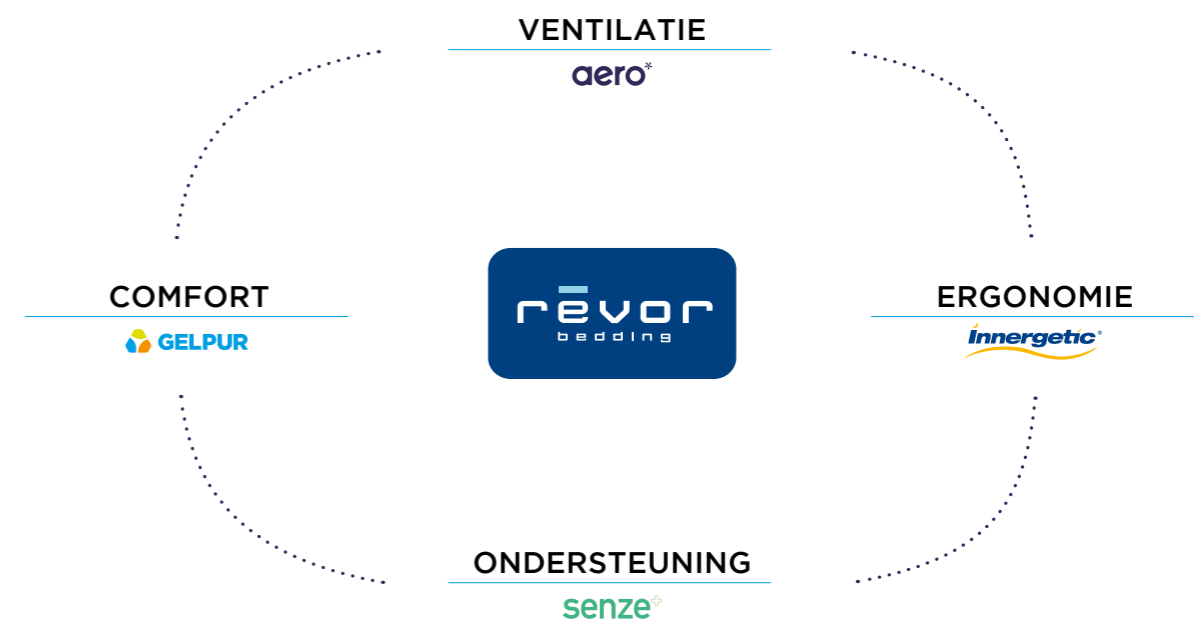 VENTILATIE
aero*
COMFORT
GELPUR
rēvor
bedding
ERGONOMIE
innergetic®
ONDERSTEUNING
senze+